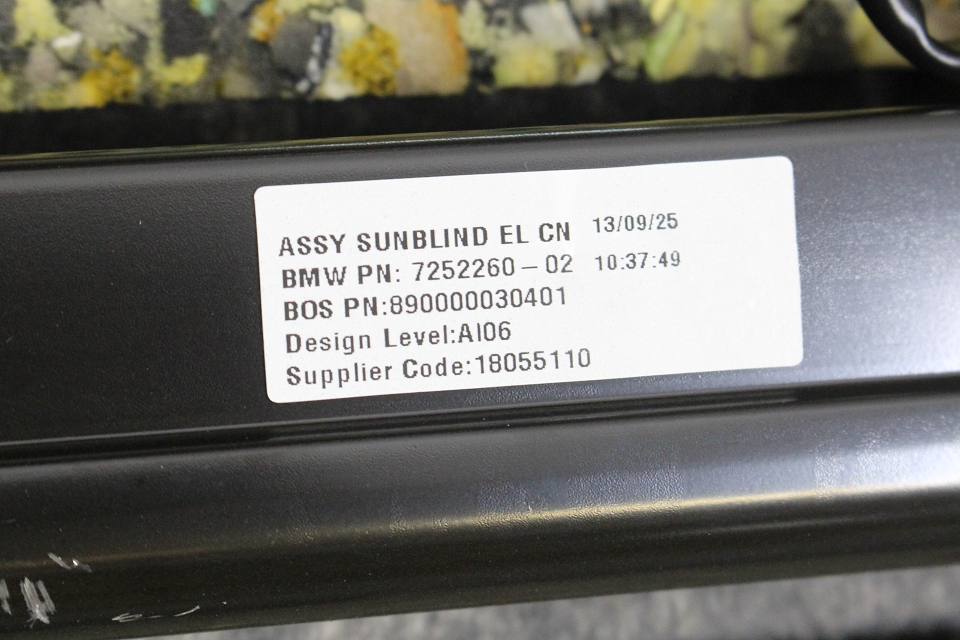 ASSY SUNBLIND EL CN 13/09/25
BMW PN: 7252260-02 10:37:49
BOS PN:890000030401
Design Level:AI06
Supplier Code:18055110